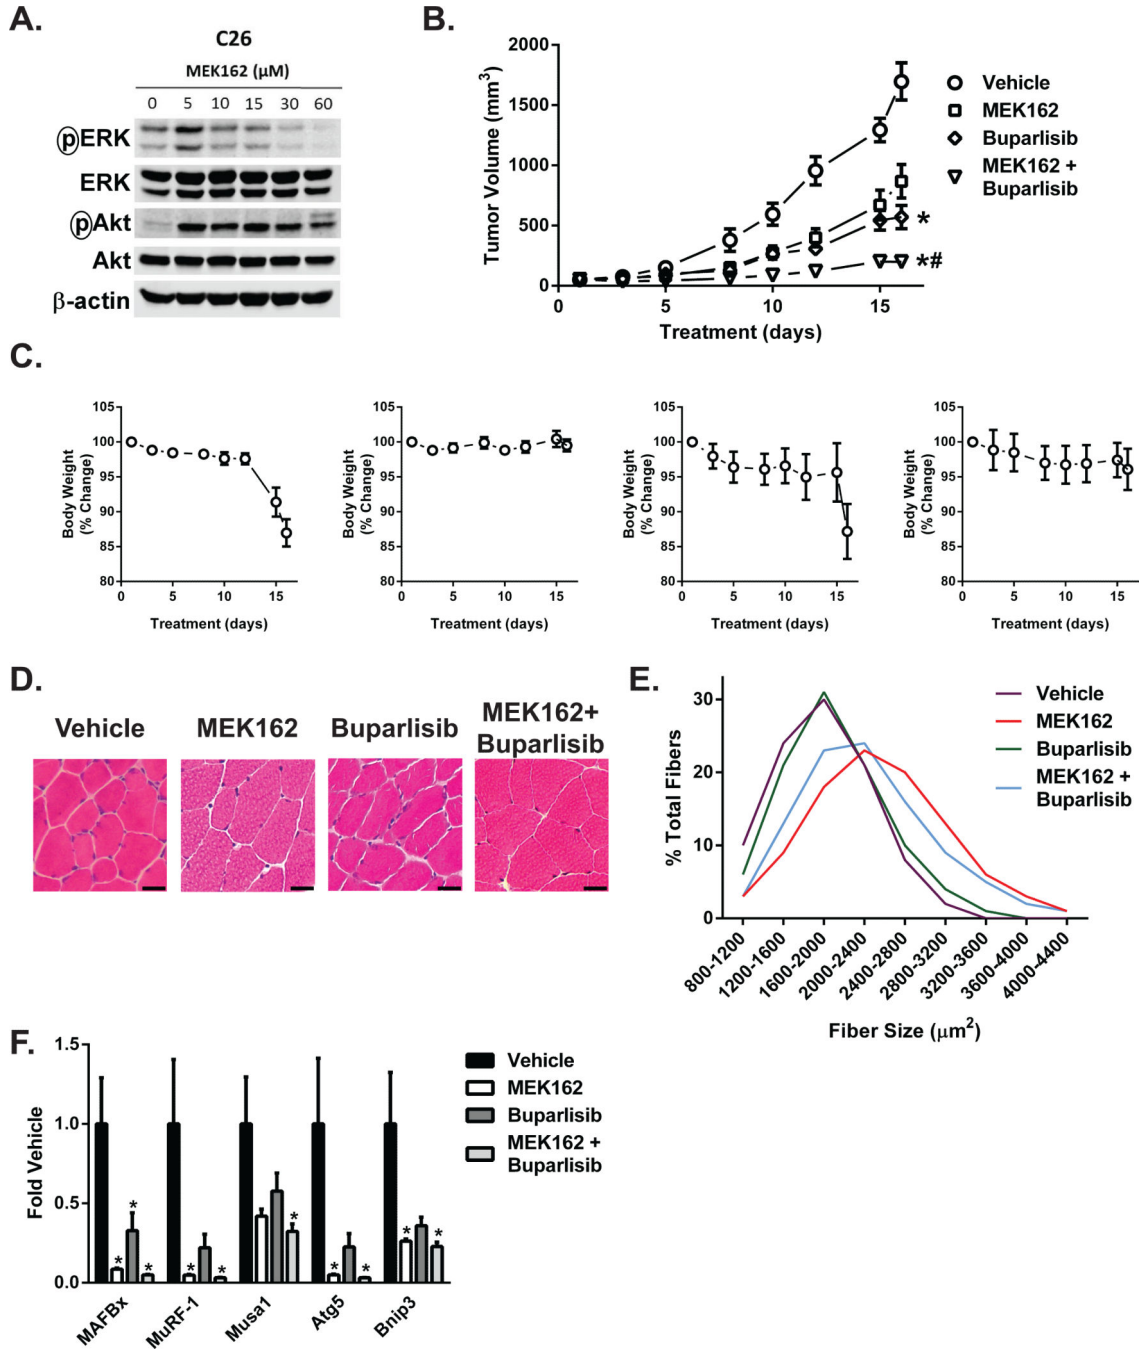 A.
C26
MEK162 (μM)
0 5 10 15 30 60
pERK
ERK
pAkt
Akt
β-actin
B.
Tumor Volume (mm³)
2000
1500
1000
500
0
0 5 10 15
Treatment (days)
Vehicle
MEK162
Buparlisib
MEK162 +
Buparlisib
*
*#
C.
Body Weight
(% Change)
105
100
95
90
85
80
0 5 10 15
Treatment (days)
Body Weight
(% Change)
105
100
95
90
85
80
0 5 10 15
Treatment (days)
Body Weight
(% Change)
105
100
95
90
85
80
0 5 10 15
Treatment (days)
Body Weight
(% Change)
105
100
95
90
85
80
0 5 10 15
Treatment (days)
D.
Vehicle
MEK162
Buparlisib
MEK162+
Buparlisib
E.
% Total Fibers
30
20
10
0
800-1200
1200-1600
1600-2000
2000-2400
2400-2800
2800-3200
3200-3600
3600-4000
4000-4400
Fiber Size (μm²)
Vehicle
MEK162
Buparlisib
MEK162 +
Buparlisib
F.
Fold Vehicle
1.5
1.0
0.5
0.0
* * *
* *
*
* *
* *
MAFBx
MuRF-1
Musa1
Atg5
Bnip3
Vehicle
MEK162
Buparlisib
MEK162 +
Buparlisib